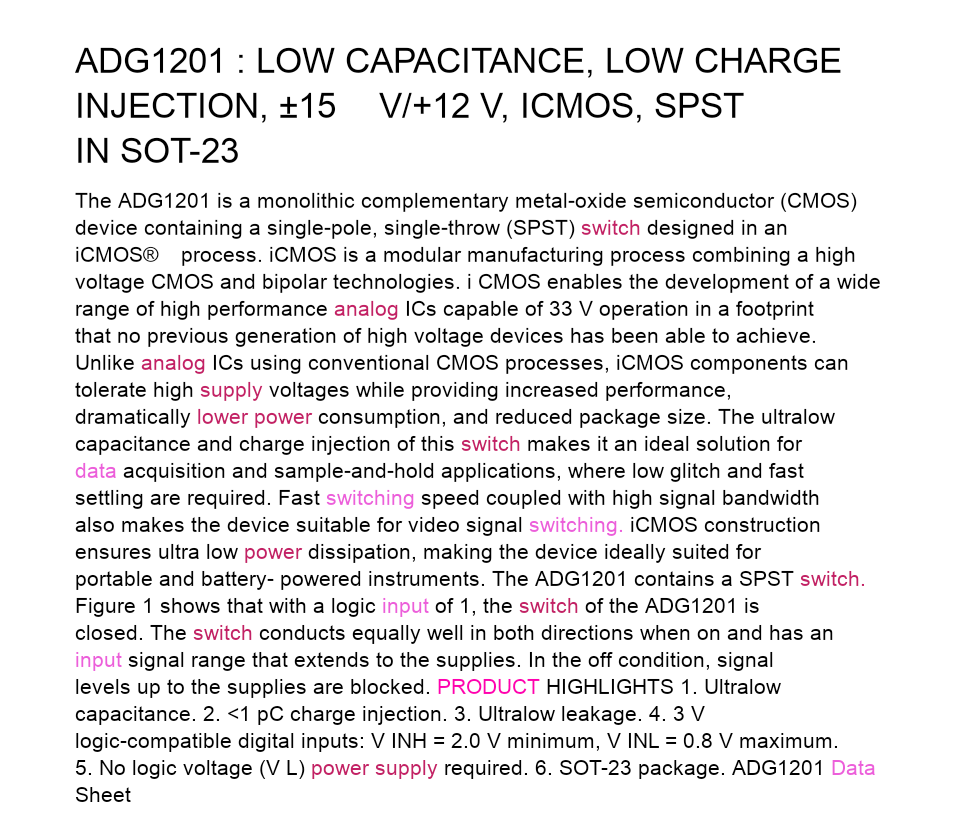 ADG1201 : LOW CAPACITANCE, LOW CHARGE
INJECTION, ±15 V/+12 V, ICMOS, SPST
IN SOT-23
The ADG1201 is a monolithic complementary metal-oxide semiconductor (CMOS)
device containing a single-pole, single-throw (SPST) switch designed in an
iCMOS® process. iCMOS is a modular manufacturing process combining a high
voltage CMOS and bipolar technologies. i CMOS enables the development of a wide
range of high performance analog ICs capable of 33 V operation in a footprint
that no previous generation of high voltage devices has been able to achieve.
Unlike analog ICs using conventional CMOS processes, iCMOS components can
tolerate high supply voltages while providing increased performance,
dramatically lower power consumption, and reduced package size. The ultralow
capacitance and charge injection of this switch makes it an ideal solution for
data acquisition and sample-and-hold applications, where low glitch and fast
settling are required. Fast switching speed coupled with high signal bandwidth
also makes the device suitable for video signal switching. iCMOS construction
ensures ultra low power dissipation, making the device ideally suited for
portable and battery- powered instruments. The ADG1201 contains a SPST switch.
Figure 1 shows that with a logic input of 1, the switch of the ADG1201 is
closed. The switch conducts equally well in both directions when on and has an
input signal range that extends to the supplies. In the off condition, signal
levels up to the supplies are blocked. PRODUCT HIGHLIGHTS 1. Ultralow
capacitance. 2. <1 pC charge injection. 3. Ultralow leakage. 4. 3 V
logic-compatible digital inputs: V INH = 2.0 V minimum, V INL = 0.8 V maximum.
5. No logic voltage (V L) power supply required. 6. SOT-23 package. ADG1201 Data
Sheet